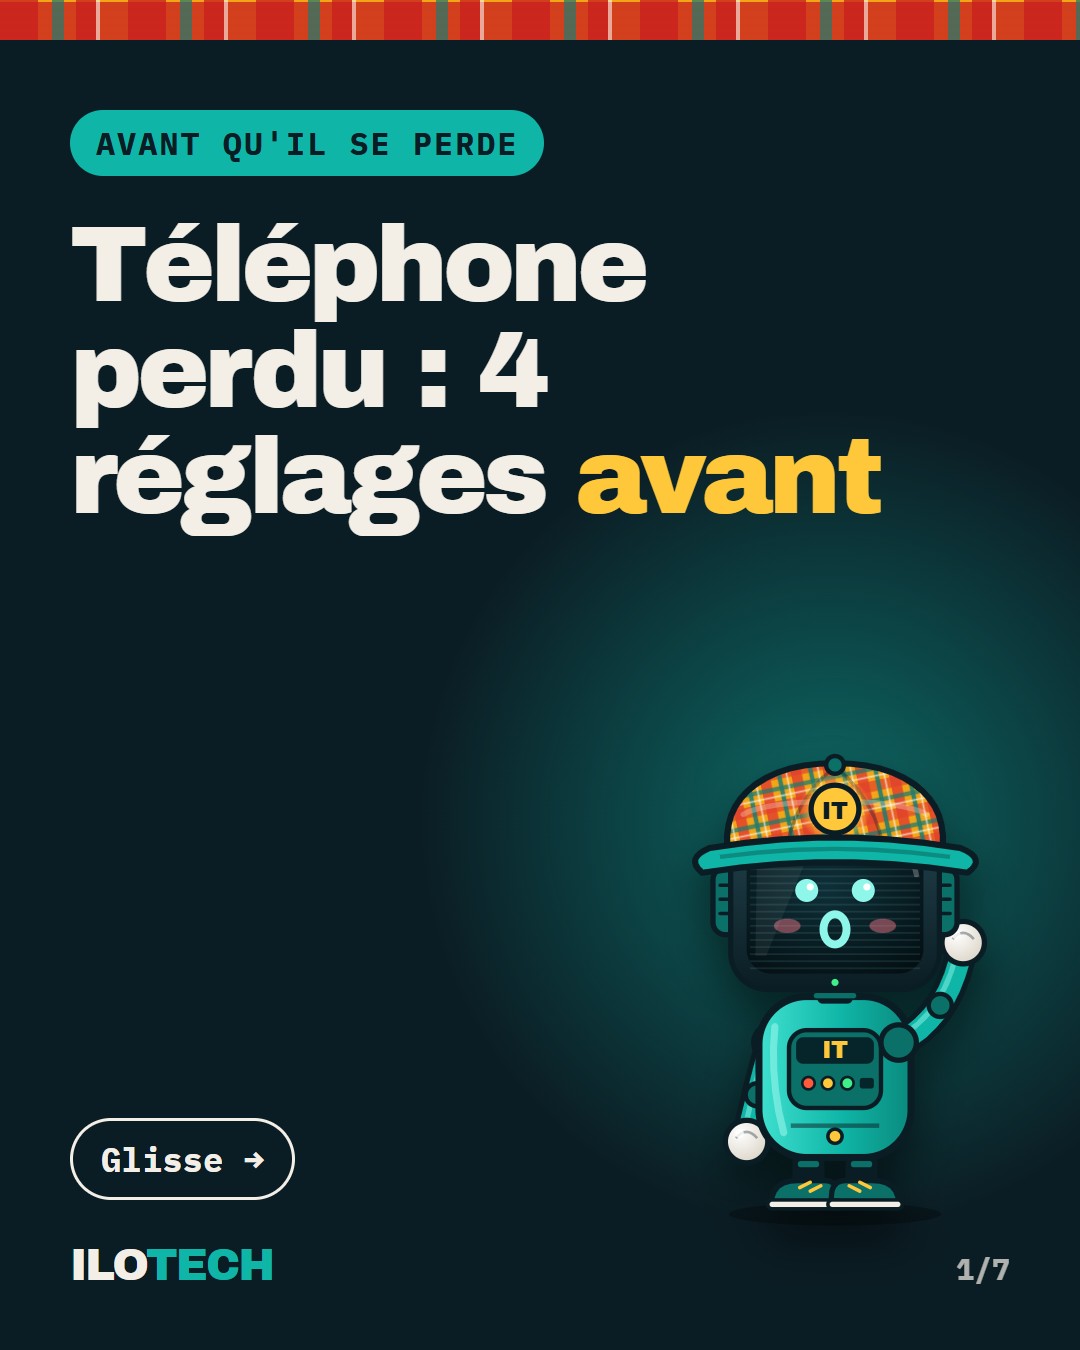 AVANT QU'IL SE PERDE
Téléphone
perdu : 4
réglages avant
IT
IT
Glisse →
ILOTECH
1/7